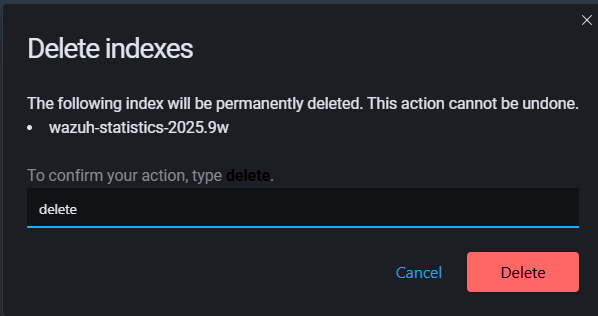 Delete indexes
The following index will be permanently deleted. This action cannot be undone.
• wazuh-statistics-2025.9w
To confirm your action, type delete.
delete
Cancel
Delete